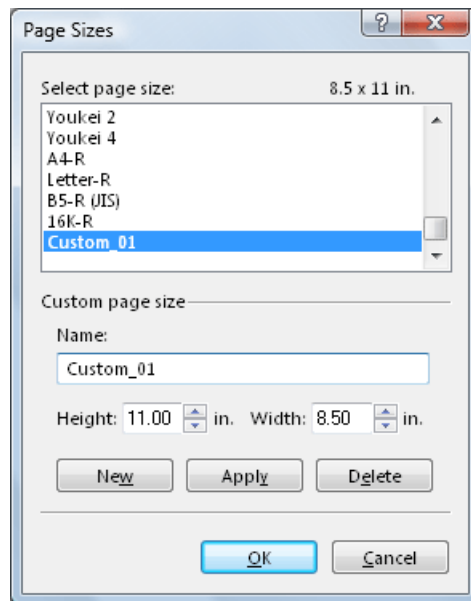 Page Sizes
Select page size: 8.5 x 11 in.
Youkei 2
Youkei 4
A4-R
Letter-R
B5-R (JIS)
16K-R
Custom_01
Custom page size
Name:
Custom_01
Height: 11.00 in. Width: 8.50 in.
New Apply Delete
OK Cancel